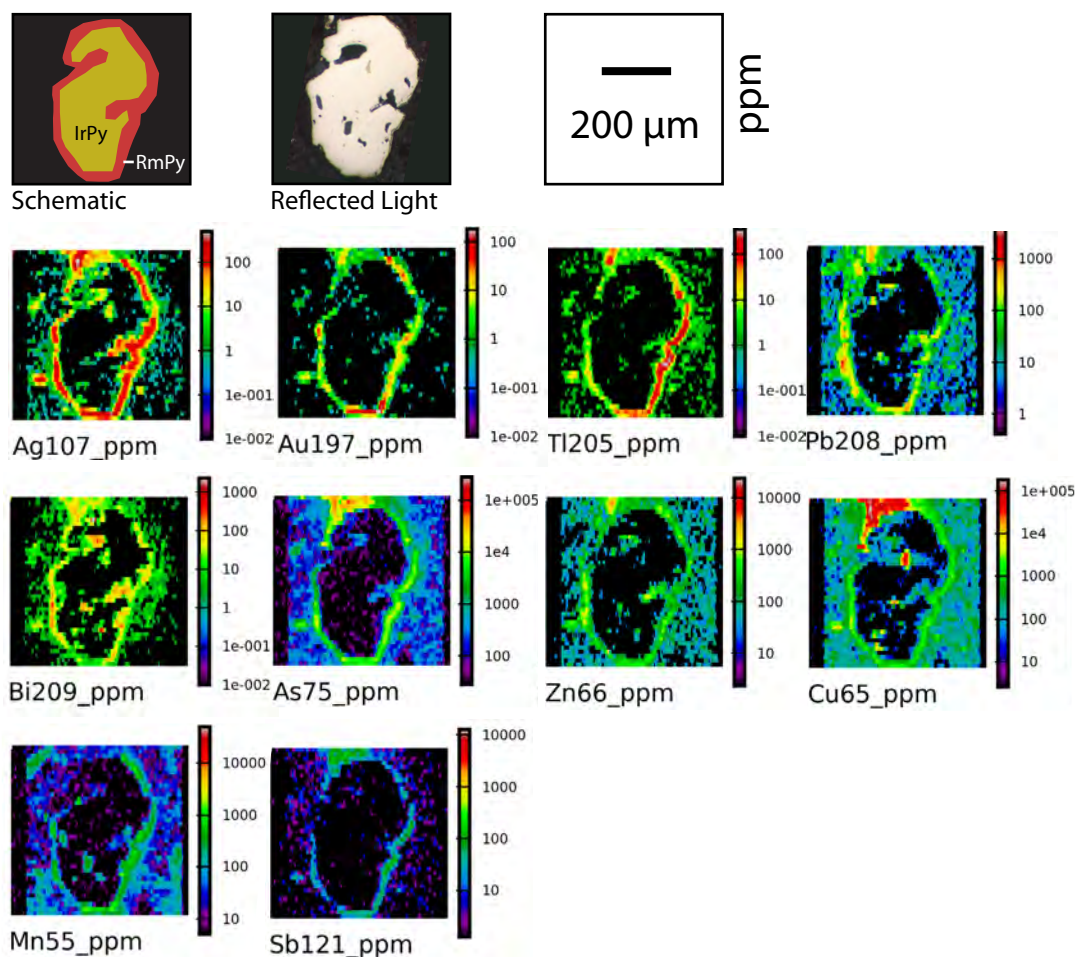 IrPy
RmPy
Schematic
Reflected Light
200 µm
ppm
100
10
1
1e-001
1e-002
Ag107_ppm
100
10
1
1e-001
1e-002
Au197_ppm
100
10
1
1e-001
1e-002
Tl205_ppm
1000
100
10
1
Pb208_ppm
1000
100
10
1
1e-001
1e-002
Bi209_ppm
1e+005
1e4
1000
100
As75_ppm
10000
1000
100
10
Zn66_ppm
1e+005
1e4
1000
100
10
Cu65_ppm
10000
1000
100
10
Mn55_ppm
10000
1000
100
10
Sb121_ppm